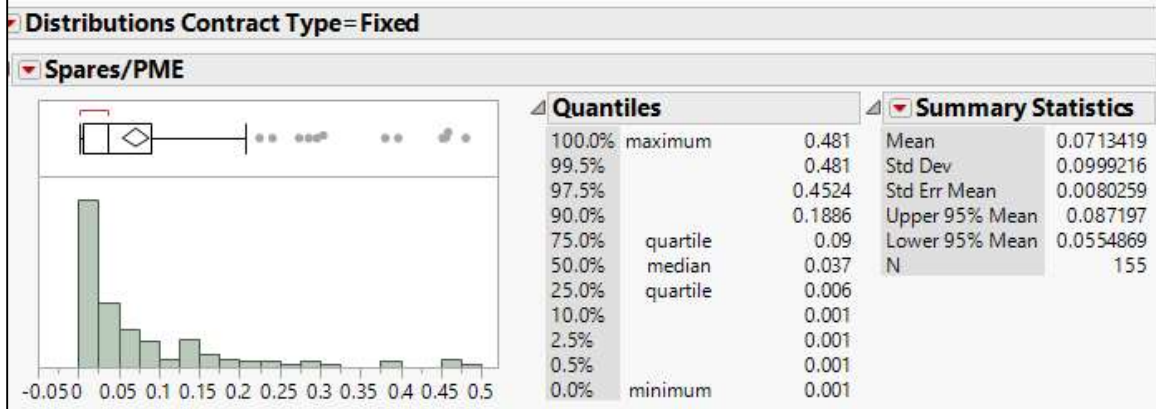 Distributions Contract Type=Fixed
Spares/PME
Quantiles
100.0% maximum 0.481
99.5% 0.481
97.5% 0.4524
90.0% 0.1886
75.0% quartile 0.09
50.0% median 0.037
25.0% quartile 0.006
10.0% 0.001
2.5% 0.001
0.5% 0.001
0.0% minimum 0.001
Summary Statistics
Mean 0.0713419
Std Dev 0.0999216
Std Err Mean 0.0080259
Upper 95% Mean 0.087197
Lower 95% Mean 0.0554869
N 155
-0.050 0.05 0.1 0.15 0.2 0.25 0.3 0.35 0.4 0.45 0.5